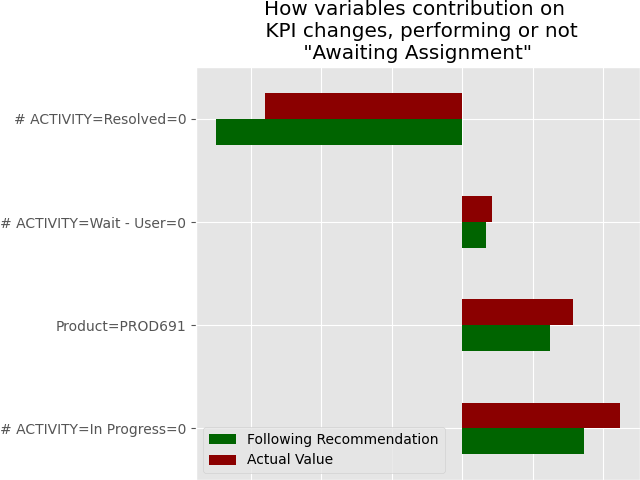 How variables contribution on
KPI changes, performing or not
"Awaiting Assignment"
# ACTIVITY=Resolved=0
# ACTIVITY=Wait - User=0
Product=PROD691
# ACTIVITY=In Progress=0
Following Recommendation
Actual Value